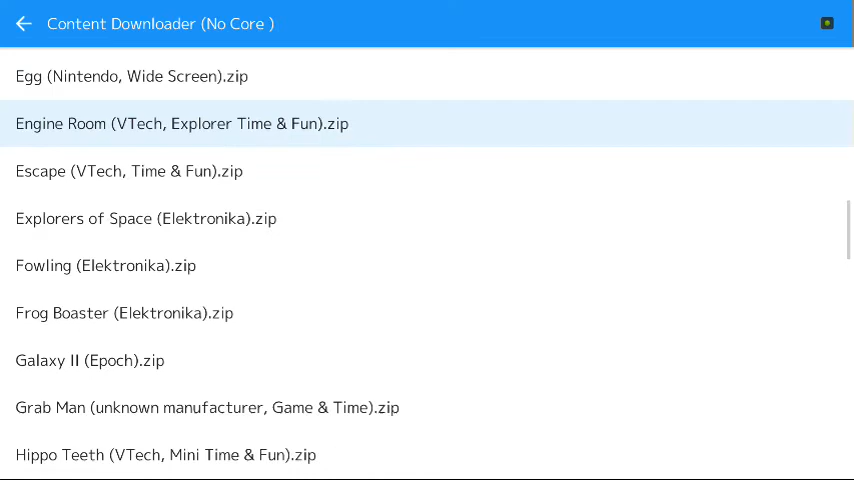 Content Downloader (No Core )
Egg (Nintendo, Wide Screen).zip
Engine Room (VTech, Explorer Time & Fun).zip
Escape (VTech, Time & Fun).zip
Explorers of Space (Elektronika).zip
Fowling (Elektronika).zip
Frog Boaster (Elektronika).zip
Galaxy II (Epoch).zip
Grab Man (unknown manufacturer, Game & Time).zip
Hippo Teeth (VTech, Mini Time & Fun).zip